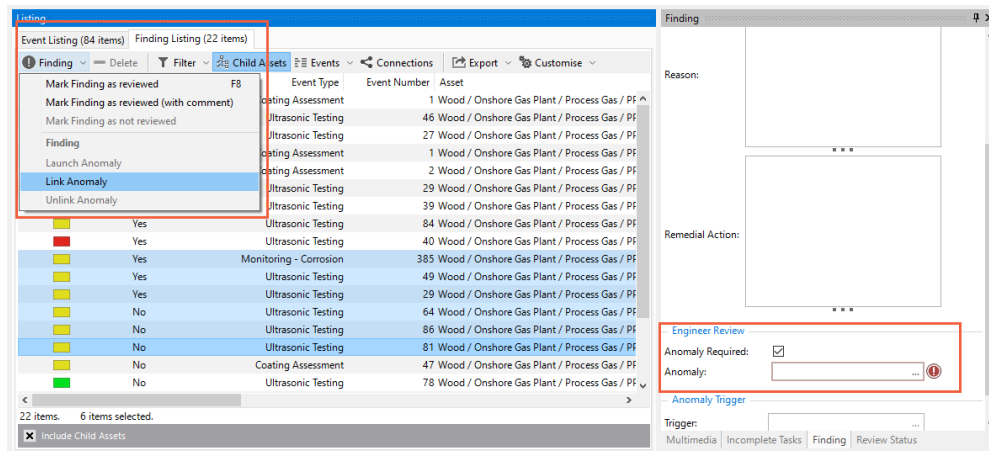 Listing
Event Listing (84 items) Finding Listing (22 items)
Finding Delete Filter Child Assets Events Connections Export Customise
Event Type Event Number Asset
Mark Finding as reviewed F8
Mark Finding as reviewed (with comment)
Mark Finding as not reviewed
Finding
Launch Anomaly
Link Anomaly
Unlink Anomaly
oating Assessment 1 Wood / Onshore Gas Plant / Process Gas / PF
Ultrasonic Testing 46 Wood / Onshore Gas Plant / Process Gas / PF
Ultrasonic Testing 27 Wood / Onshore Gas Plant / Process Gas / PF
oating Assessment 1 Wood / Onshore Gas Plant / Process Gas / PF
oating Assessment 2 Wood / Onshore Gas Plant / Process Gas / PF
Ultrasonic Testing 29 Wood / Onshore Gas Plant / Process Gas / PF
Ultrasonic Testing 39 Wood / Onshore Gas Plant / Process Gas / PF
Yes Ultrasonic Testing 84 Wood / Onshore Gas Plant / Process Gas / PF
Yes Ultrasonic Testing 40 Wood / Onshore Gas Plant / Process Gas / PF
Yes Monitoring - Corrosion 385 Wood / Onshore Gas Plant / Process Gas / PF
Yes Ultrasonic Testing 49 Wood / Onshore Gas Plant / Process Gas / PF
Yes Ultrasonic Testing 29 Wood / Onshore Gas Plant / Process Gas / PF
No Ultrasonic Testing 64 Wood / Onshore Gas Plant / Process Gas / PF
No Ultrasonic Testing 86 Wood / Onshore Gas Plant / Process Gas / PF
No Ultrasonic Testing 81 Wood / Onshore Gas Plant / Process Gas / PF
No Coating Assessment 47 Wood / Onshore Gas Plant / Process Gas / PF
No Ultrasonic Testing 78 Wood / Onshore Gas Plant / Process Gas / PF
22 items. 6 items selected.
Include Child Assets
Finding
Reason:
Remedial Action:
Engineer Review
Anomaly Required:
Anomaly: ...
Anomaly Trigger
Trigger: ...
Multimedia Incomplete Tasks Finding Review Status